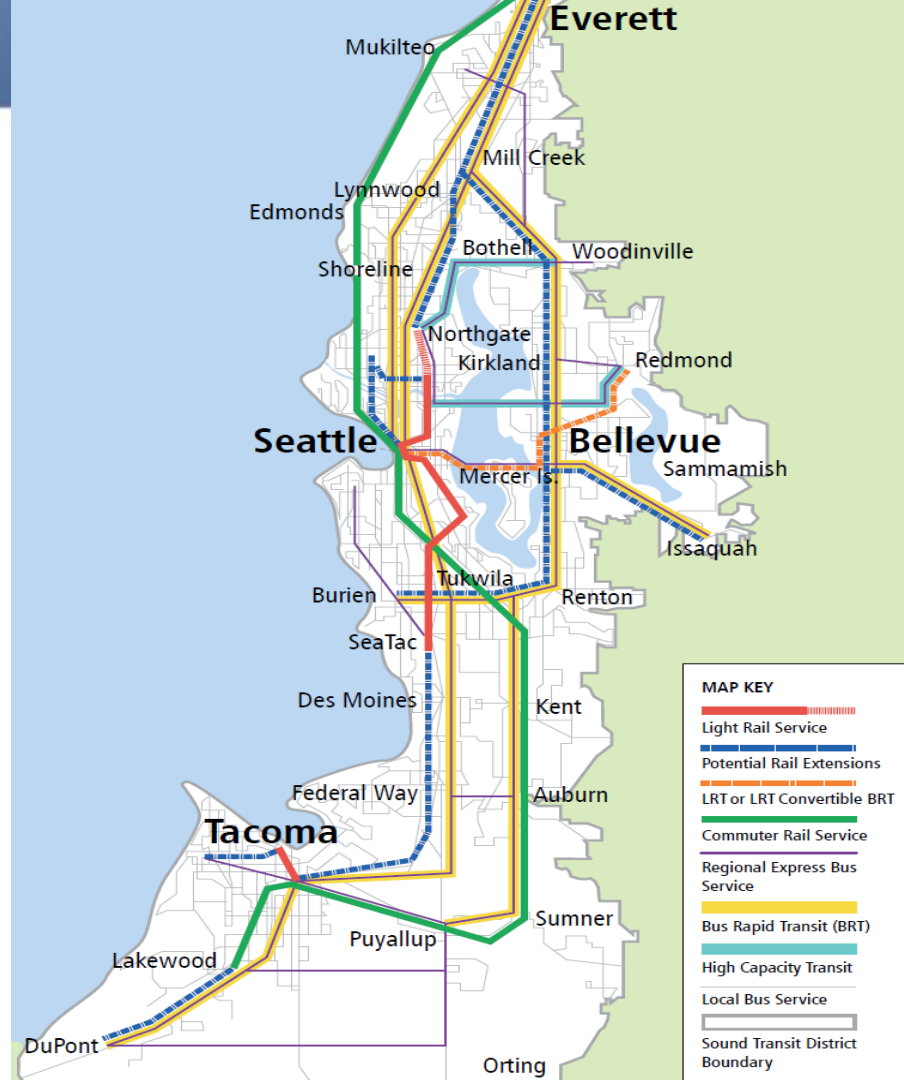 Everett
Mukilteo
Mill Creek
Lynnwood
Edmonds
Bothell
Woodinville
Shoreline
Northgate
Kirkland
Redmond
Seattle
Bellevue
Sammamish
Mercer Is.
Issaquah
Tukwila
Burien
Renton
SeaTac
Des Moines
Kent
Federal Way
Auburn
Tacoma
Sumner
Puyallup
Lakewood
DuPont
Orting
MAP KEY
Light Rail Service
Potential Rail Extensions
LRT or LRT Convertible BRT
Commuter Rail Service
Regional Express Bus
Service
Bus Rapid Transit (BRT)
High Capacity Transit
Local Bus Service
Sound Transit District
Boundary